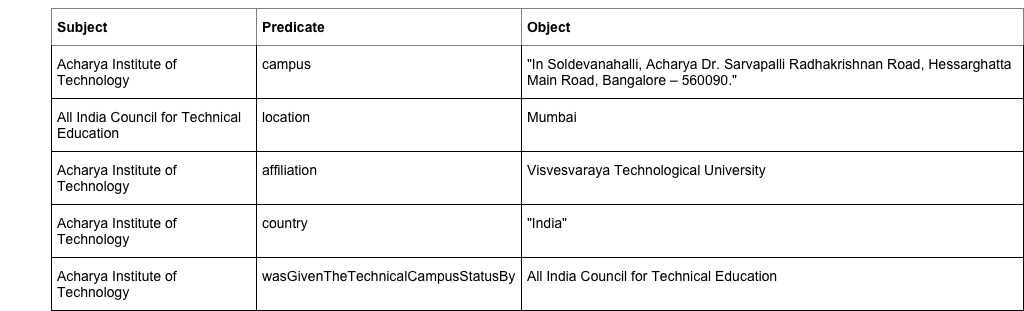 Subject Predicate Object
Acharya Institute of Technology campus "In Soldevanahalli, Acharya Dr. Sarvapalli Radhakrishnan Road, Hessarghatta Main Road, Bangalore – 560090."
All India Council for Technical Education location Mumbai
Acharya Institute of Technology affiliation Visvesvaraya Technological University
Acharya Institute of Technology country "India"
Acharya Institute of Technology wasGivenTheTechnicalCampusStatusBy All India Council for Technical Education